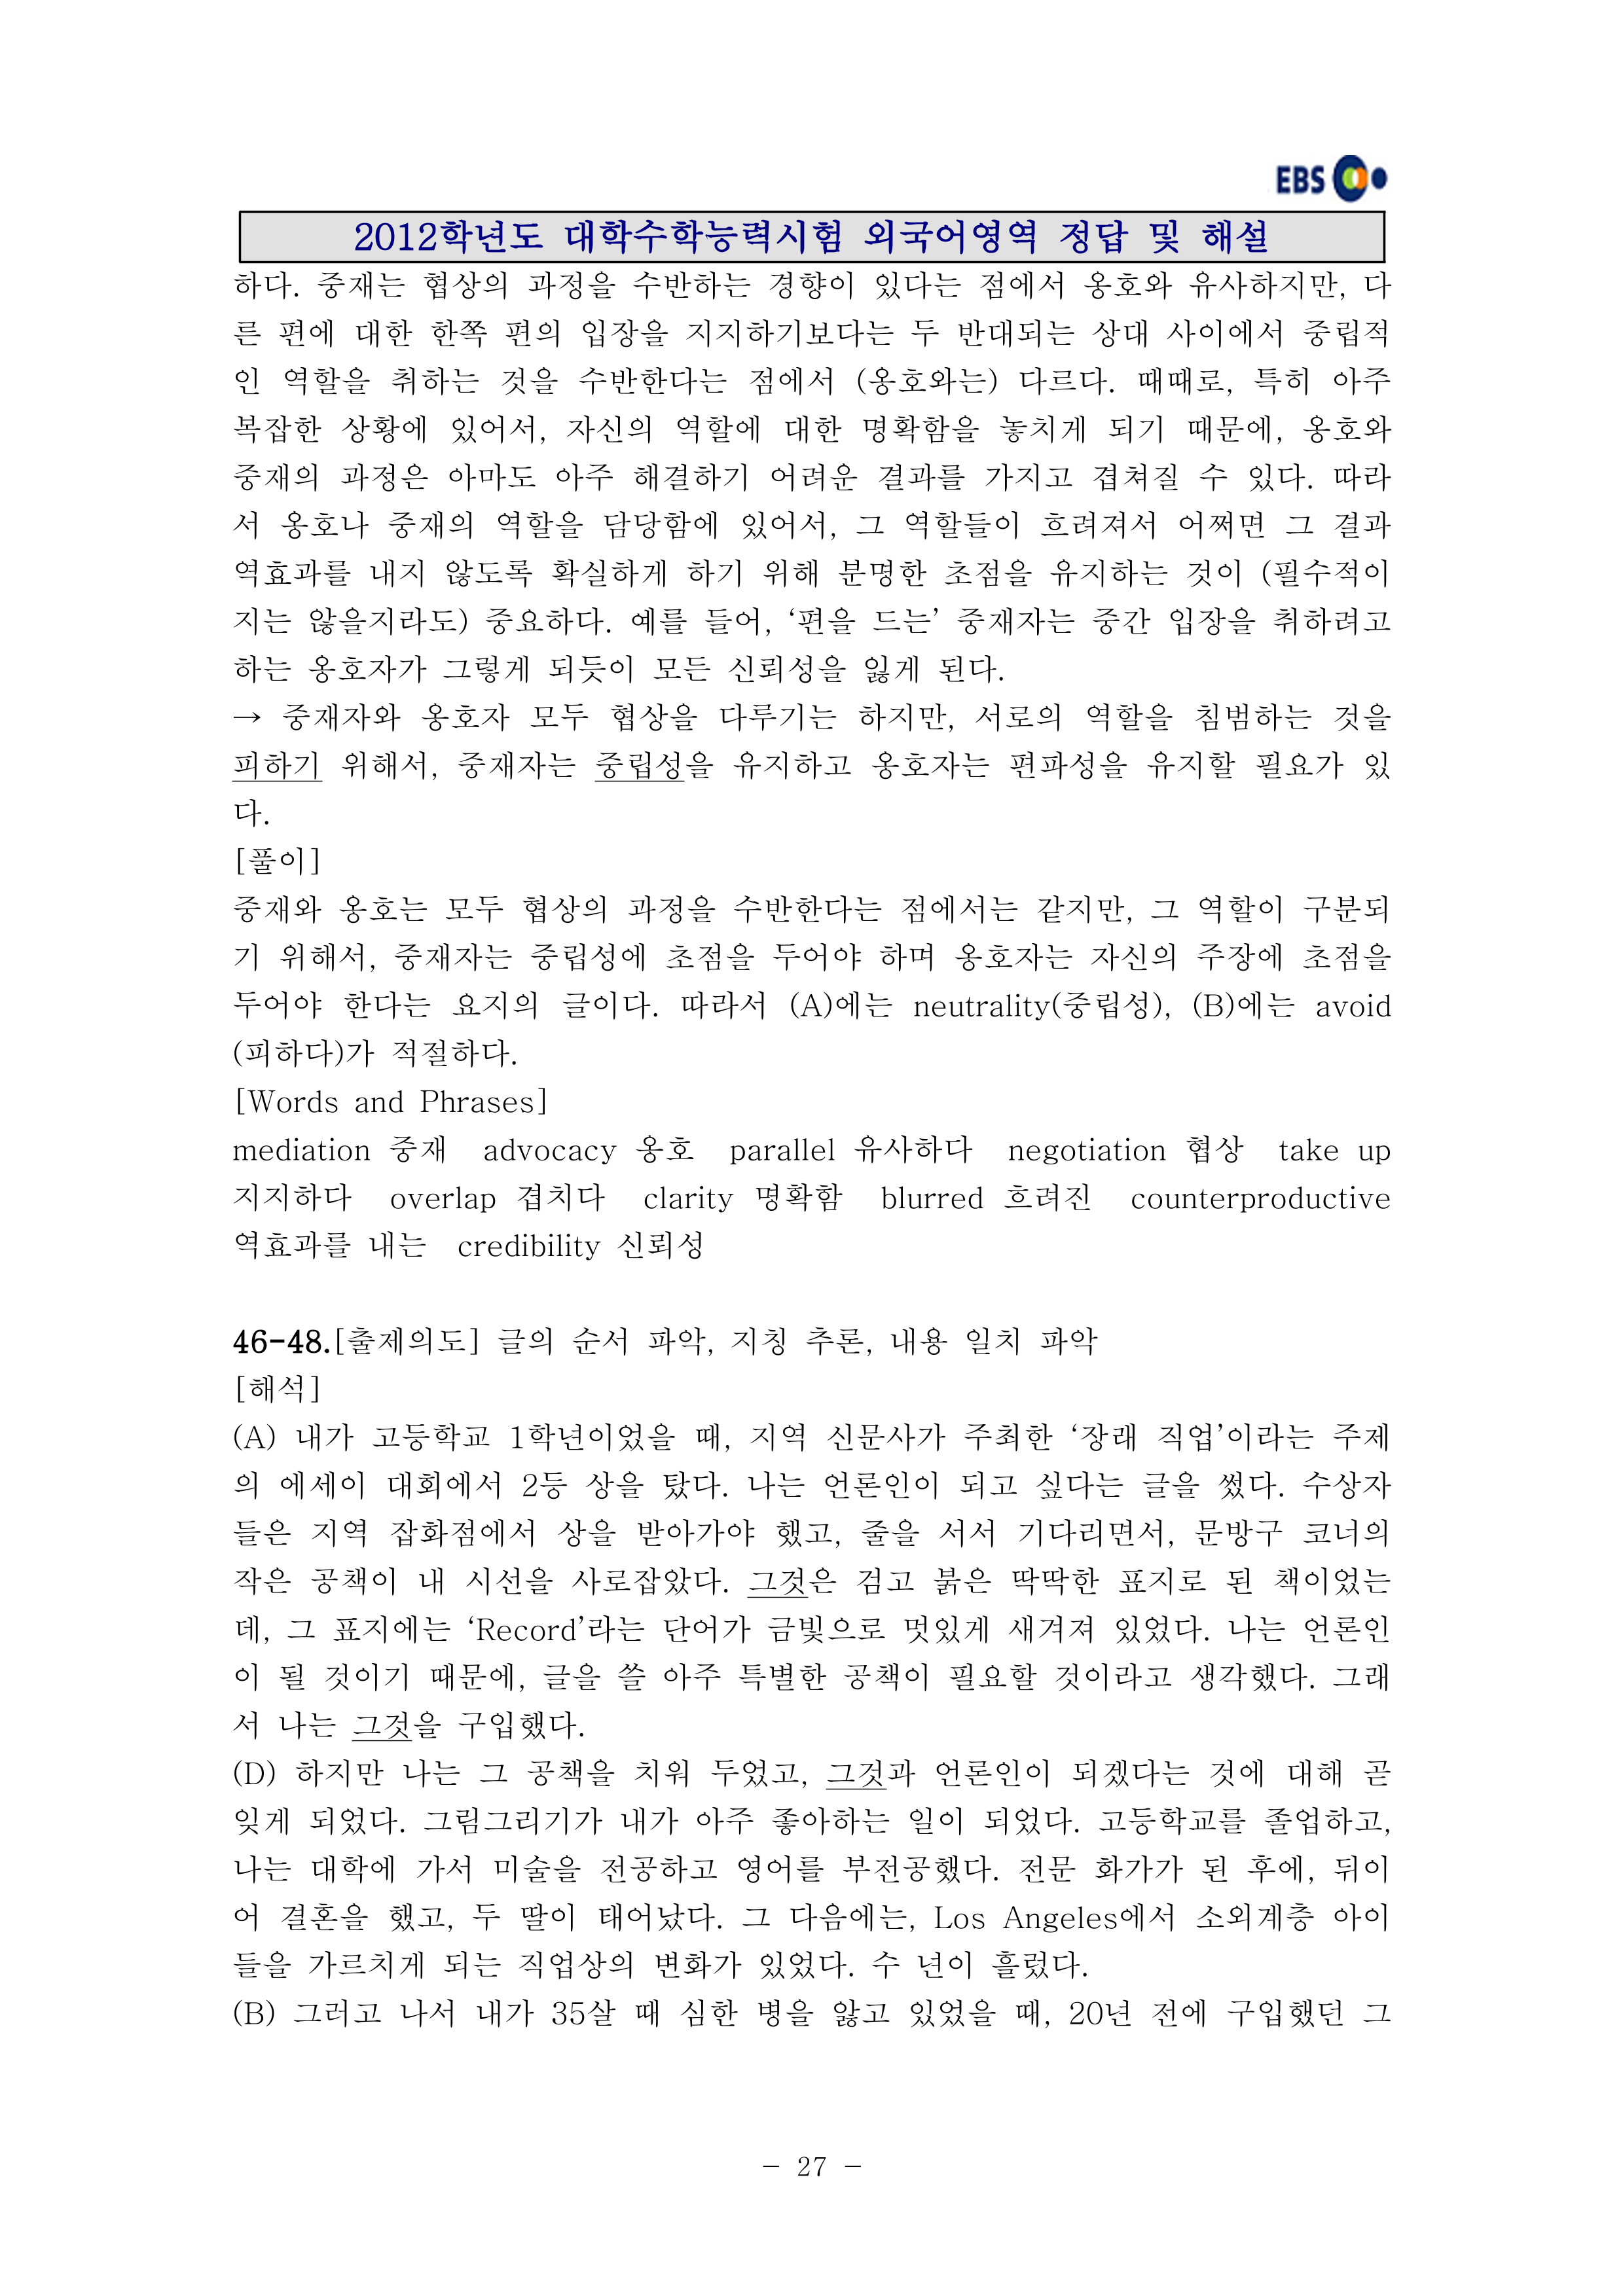 EBS
2012학년도 대학수학능력시험 외국어영역 정답 및 해설
하다. 중재는 협상의 과정을 수반하는 경향이 있다는 점에서 옹호와 유사하지만, 다
른 편에 대한 한쪽 편의 입장을 지지하기보다는 두 반대되는 상대 사이에서 중립적
인 역할을 취하는 것을 수반한다는 점에서 (옹호와는) 다르다. 때때로, 특히 아주
복잡한 상황에 있어서, 자신의 역할에 대한 명확함을 놓치게 되기 때문에, 옹호와
중재의 과정은 아마도 아주 해결하기 어려운 결과를 가지고 겹쳐질 수 있다. 따라
서 옹호나 중재의 역할을 담당함에 있어서, 그 역할들이 흐려져서 어쩌면 그 결과
역효과를 내지 않도록 확실하게 하기 위해 분명한 초점을 유지하는 것이 (필수적이
지는 않을지라도) 중요하다. 예를 들어, ‘편을 드는’ 중재자는 중간 입장을 취하려고
하는 옹호자가 그렇게 되듯이 모든 신뢰성을 잃게 된다.
→ 중재자와 옹호자 모두 협상을 다루기는 하지만, 서로의 역할을 침범하는 것을
피하기 위해서, 중재자는 중립성을 유지하고 옹호자는 편파성을 유지할 필요가 있
다.
[풀이]
중재와 옹호는 모두 협상의 과정을 수반한다는 점에서는 같지만, 그 역할이 구분되
기 위해서, 중재자는 중립성에 초점을 두어야 하며 옹호자는 자신의 주장에 초점을
두어야 한다는 요지의 글이다. 따라서 (A)에는 neutrality(중립성), (B)에는 avoid
(피하다)가 적절하다.
[Words and Phrases]
mediation 중재 advocacy 옹호 parallel 유사하다 negotiation 협상 take up
지지하다 overlap 겹치다 clarity 명확함 blurred 흐려진 counterproductive
역효과를 내는 credibility 신뢰성
46-48.[출제의도] 글의 순서 파악, 지칭 추론, 내용 일치 파악
[해석]
(A) 내가 고등학교 1학년이었을 때, 지역 신문사가 주최한 ‘장래 직업’이라는 주제
의 에세이 대회에서 2등 상을 탔다. 나는 언론인이 되고 싶다는 글을 썼다. 수상자
들은 지역 잡화점에서 상을 받아가야 했고, 줄을 서서 기다리면서, 문방구 코너의
작은 공책이 내 시선을 사로잡았다. 그것은 검고 붉은 딱딱한 표지로 된 책이었는
데, 그 표지에는 ‘Record’라는 단어가 금빛으로 멋있게 새겨져 있었다. 나는 언론인
이 될 것이기 때문에, 글을 쓸 아주 특별한 공책이 필요할 것이라고 생각했다. 그래
서 나는 그것을 구입했다.
(D) 하지만 나는 그 공책을 치워 두었고, 그것과 언론인이 되겠다는 것에 대해 곧
잊게 되었다. 그림그리기가 내가 아주 좋아하는 일이 되었다. 고등학교를 졸업하고,
나는 대학에 가서 미술을 전공하고 영어를 부전공했다. 전문 화가가 된 후에, 뒤이
어 결혼을 했고, 두 딸이 태어났다. 그 다음에는, Los Angeles에서 소외계층 아이
들을 가르치게 되는 직업상의 변화가 있었다. 수 년이 흘렀다.
(B) 그러고 나서 내가 35살 때 심한 병을 앓고 있었을 때, 20년 전에 구입했던 그
- 27 -